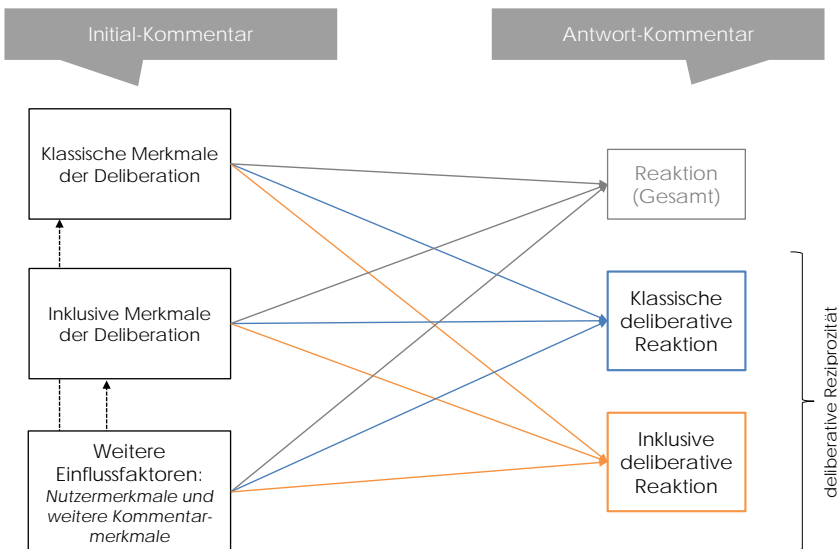 Initial-Kommentar
Antwort-Kommentar
Klassische Merkmale
der Deliberation
Inklusive Merkmale
der Deliberation
Weitere
Einflussfaktoren:
Nutzermerkmale und
weitere Kommentar-
merkmale
Reaktion
(Gesamt)
Klassische
deliberative
Reaktion
Inklusive
deliberative
Reaktion
deliberative Reziprozität